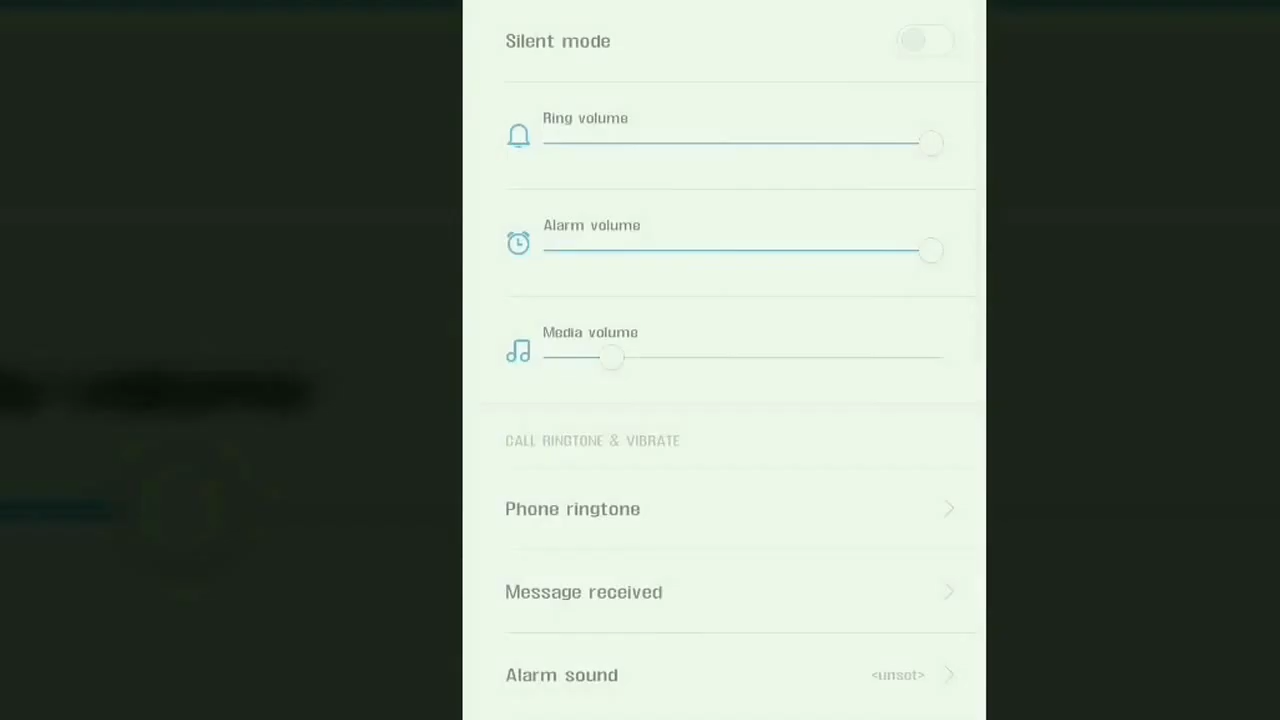 Silent mode
Ring volume
Alarm volume
Media volume
CALL RINGTONE & VIBRATE
Phone ringtone
Message received
Alarm sound
<unset>